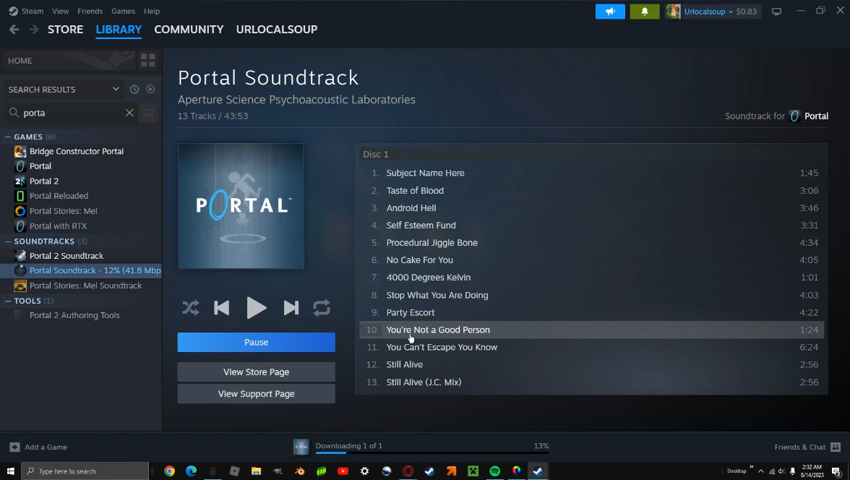 Steam View Friends Games Help
Urlocalsoup $0.83
STORE LIBRARY COMMUNITY URLOCALSOUP
HOME
SEARCH RESULTS
porta
GAMES (6)
Bridge Constructor Portal
Portal
Portal 2
Portal Reloaded
Portal Stories: Mel
Portal with RTX
SOUNDTRACKS (3)
Portal 2 Soundtrack
Portal Soundtrack - 12% (41.8 Mbp
Portal Stories: Mel Soundtrack
TOOLS (1)
Portal 2 Authoring Tools
Portal Soundtrack
Aperture Science Psychoacoustic Laboratories
13 Tracks / 43:53
Soundtrack for Portal
PORTAL™
Pause
View Store Page
View Support Page
Disc 1
1. Subject Name Here 1:45
2. Taste of Blood 3:06
3. Android Hell 3:46
4. Self Esteem Fund 3:31
5. Procedural Jiggle Bone 4:34
6. No Cake For You 4:05
7. 4000 Degrees Kelvin 1:01
8. Stop What You Are Doing 4:03
9. Party Escort 4:22
10. You're Not a Good Person 1:24
11. You Can't Escape You Know 6:24
12. Still Alive 2:56
13. Still Alive (J.C. Mix) 2:56
Add a Game
Downloading 1 of 1 13%
Friends & Chat
Type here to search
Desktop
2:32 AM
8/14/2023